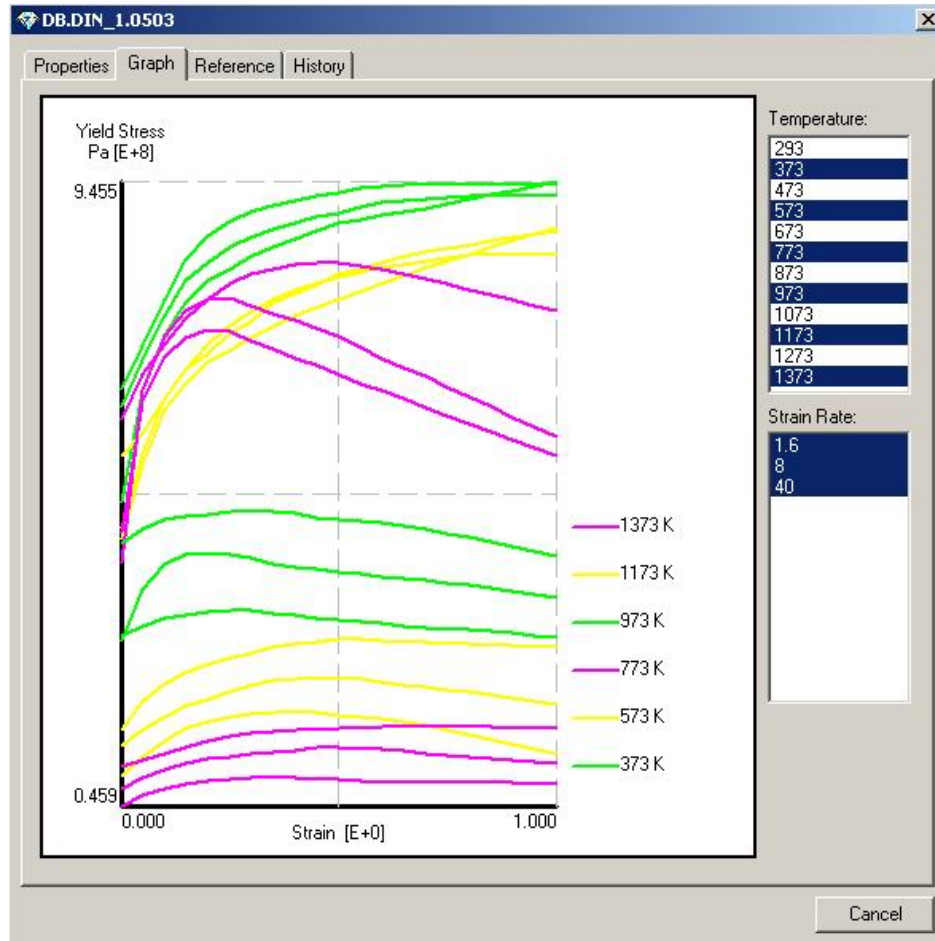 DB.DIN_1.0503
Properties Graph Reference History
Yield Stress
Pa [E+8]
9.455
0.459
0.000
Strain [E+0]
1.000
1373 K
1173 K
973 K
773 K
573 K
373 K
Temperature:
293
373
473
573
673
773
873
973
1073
1173
1273
1373
Strain Rate:
1.6
8
40
Cancel